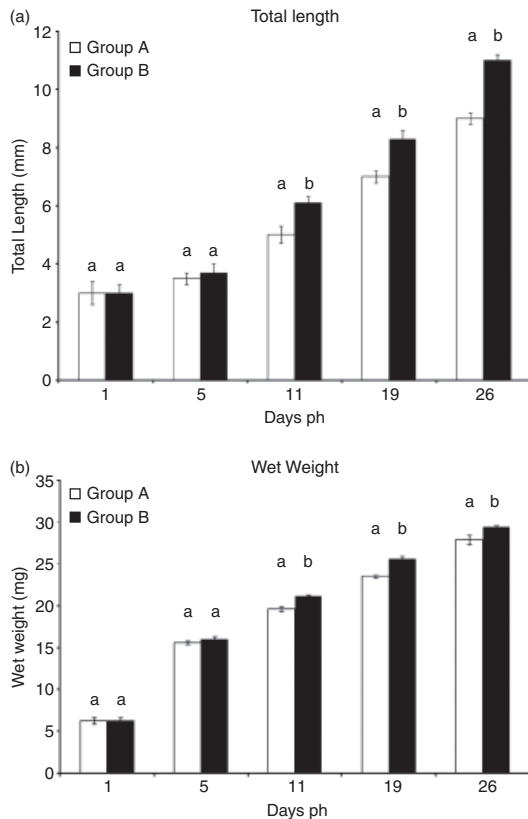 (a) Total length
Group A
Group B
12
10
8
6
4
2
0
Total Length (mm)
a a
a a
a b
a b
a b
1 5 11 19 26
Days ph
(b) Wet Weight
Group A
Group B
35
30
25
20
15
10
5
0
Wet weight (mg)
a a
a a
a b
a b
a b
1 5 11 19 26
Days ph